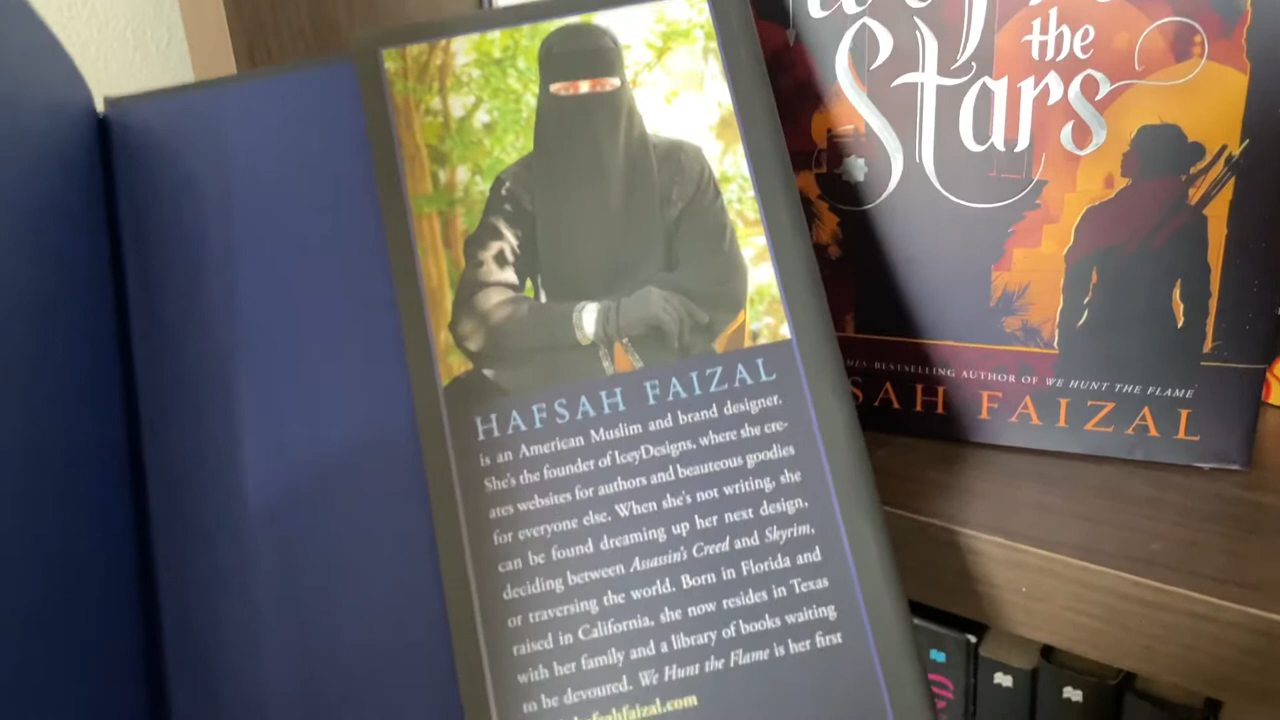 HAFSAH FAIZAL
is an American Muslim and brand designer.
She's the founder of IceyDesigns, where she cre-
ates websites for authors and beauteous goodies
for everyone else. When she's not writing, she
can be found dreaming up her next design,
deciding between Assassin's Creed and Skyrim,
or traversing the world. Born in Florida and
raised in California, she now resides in Texas
with her family and a library of books waiting
to be devoured. We Hunt the Flame is her first
the
Stars
-BESTSELLING AUTHOR OF WE HUNT THE FLAME
SAH FAIZAL